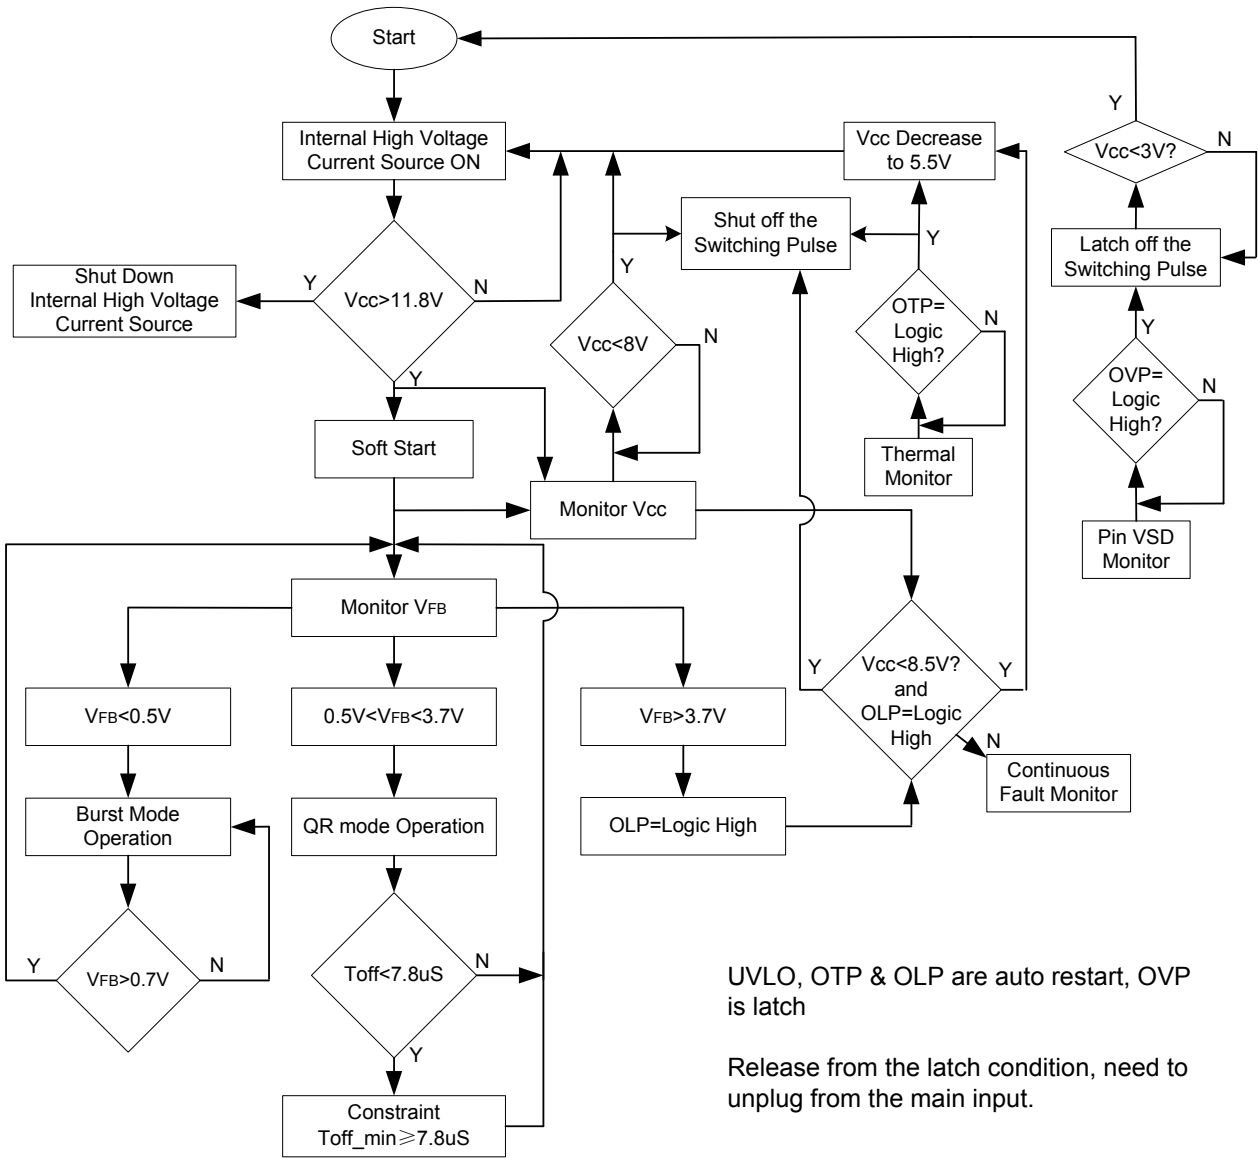 Start
Y
Internal High Voltage
Current Source ON
Vcc Decrease
to 5.5V
Vcc<3V?
N
Shut off the
Switching Pulse
Y
Latch off the
Switching Pulse
Shut Down
Internal High Voltage
Current Source
Y
Vcc>11.8V
N
Y
Vcc<8V
N
OTP=
Logic
High?
N
Y
OVP=
Logic
High?
N
Y
Soft Start
Thermal
Monitor
Monitor Vcc
Pin VSD
Monitor
Monitor VFB
Y
Vcc<8.5V?
and
OLP=Logic
High
Y
N
VFB<0.5V
0.5V<VFB<3.7V
VFB>3.7V
Continuous
Fault Monitor
Burst Mode
Operation
QR mode Operation
OLP=Logic High
Y
VFB>0.7V
N
Toff<7.8uS
N
Y
Constraint
Toff_min≥7.8uS
UVLO, OTP & OLP are auto restart, OVP
is latch
Release from the latch condition, need to
unplug from the main input.